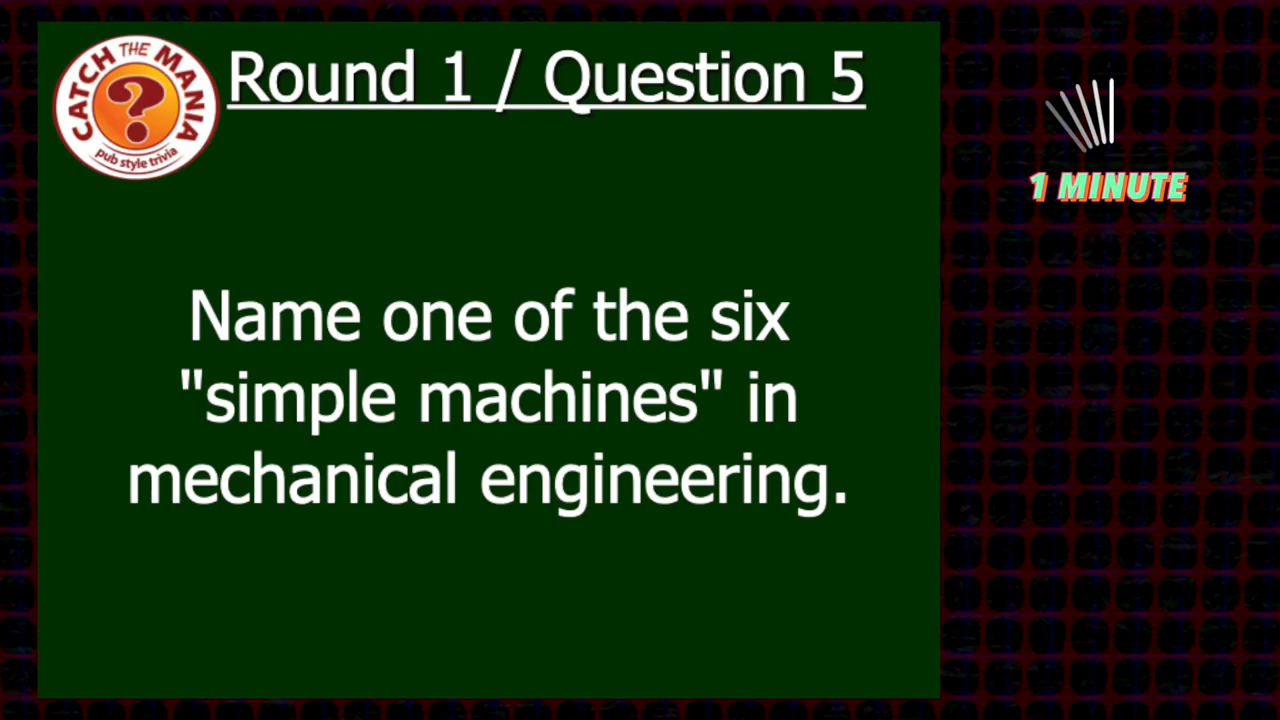 CATCH THE MANIA
?
pub style trivia
Round 1 / Question 5
1 MINUTE
Name one of the six
"simple machines" in
mechanical engineering.